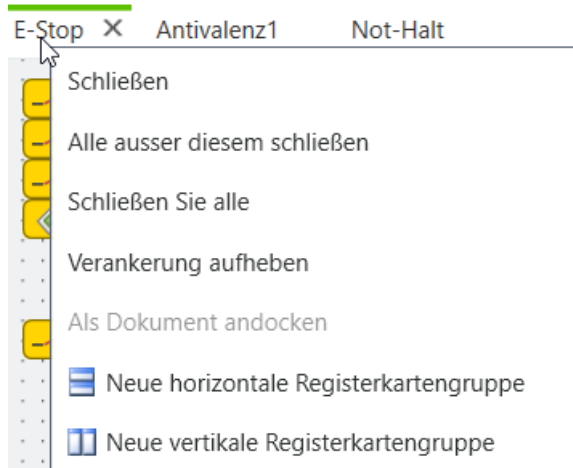 E-Stop Antivalenz1 Not-Halt
Schließen
Alle ausser diesem schließen
Schließen Sie alle
Verankerung aufheben
Als Dokument andocken
Neue horizontale Registerkartengruppe
Neue vertikale Registerkartengruppe